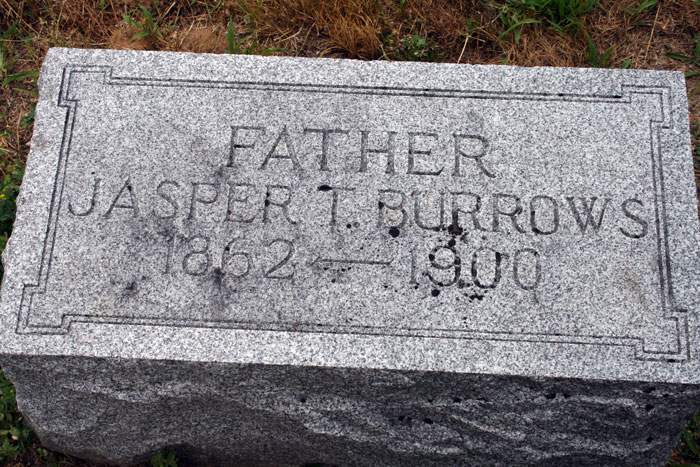 FATHER
JASPER T. BURROWS
1862 — 1900